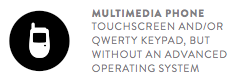 MULTIMEDIA PHONE
TOUCHSCREEN AND/OR
QWERTY KEYPAD, BUT
WITHOUT AN ADVANCED
OPERATING SYSTEM